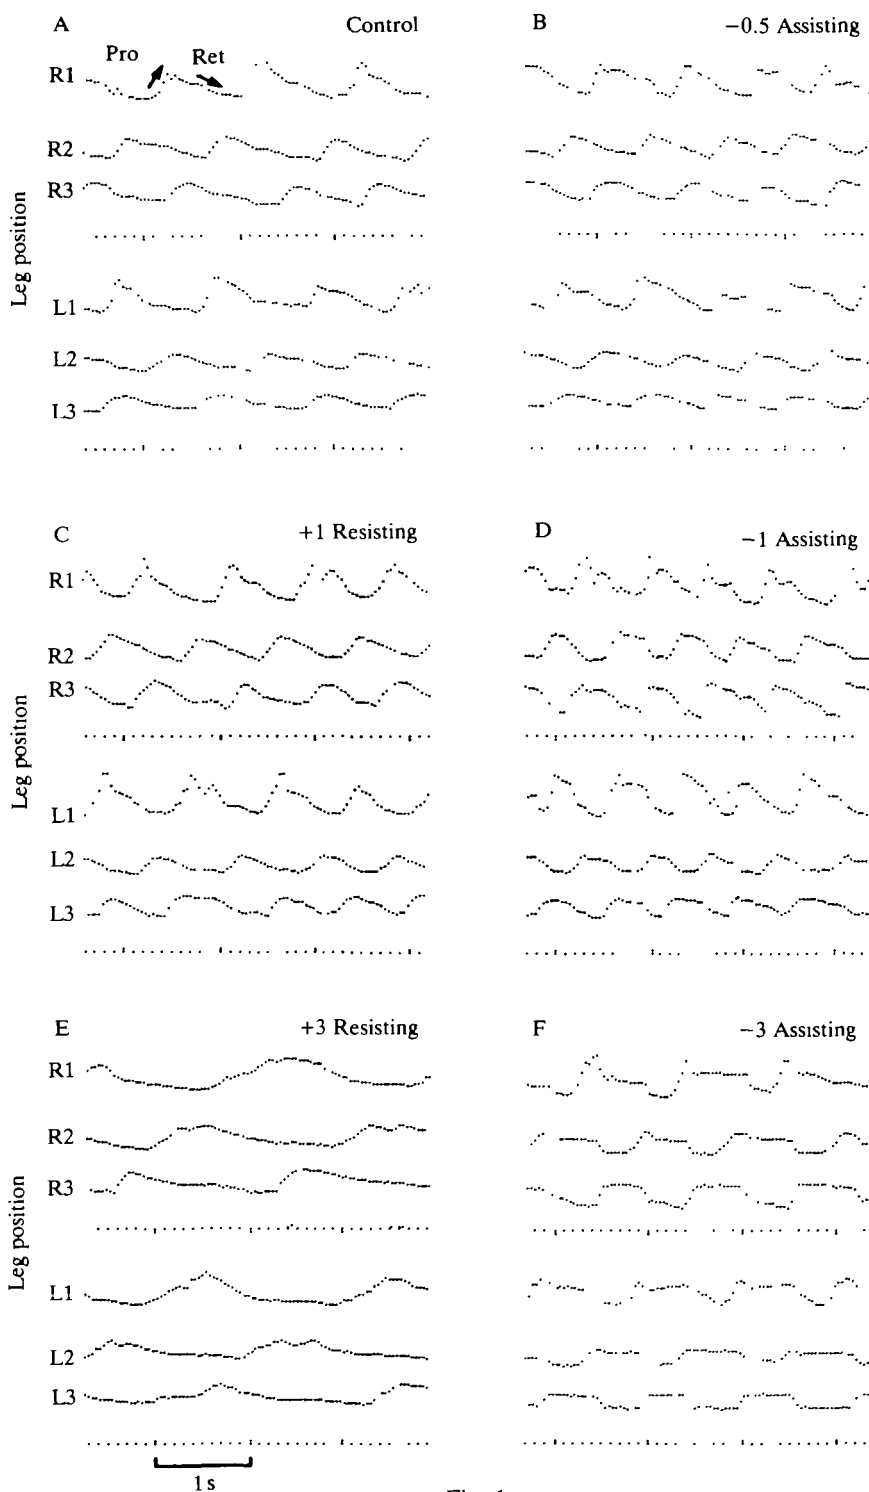 A Control
Pro Ret
R1
R2
R3
L1
L2
L3
Leg position
B −0.5 Assisting
C +1 Resisting
R1
R2
R3
L1
L2
L3
Leg position
D −1 Assisting
E +3 Resisting
R1
R2
R3
L1
L2
L3
Leg position
1 s
F −3 Assisting